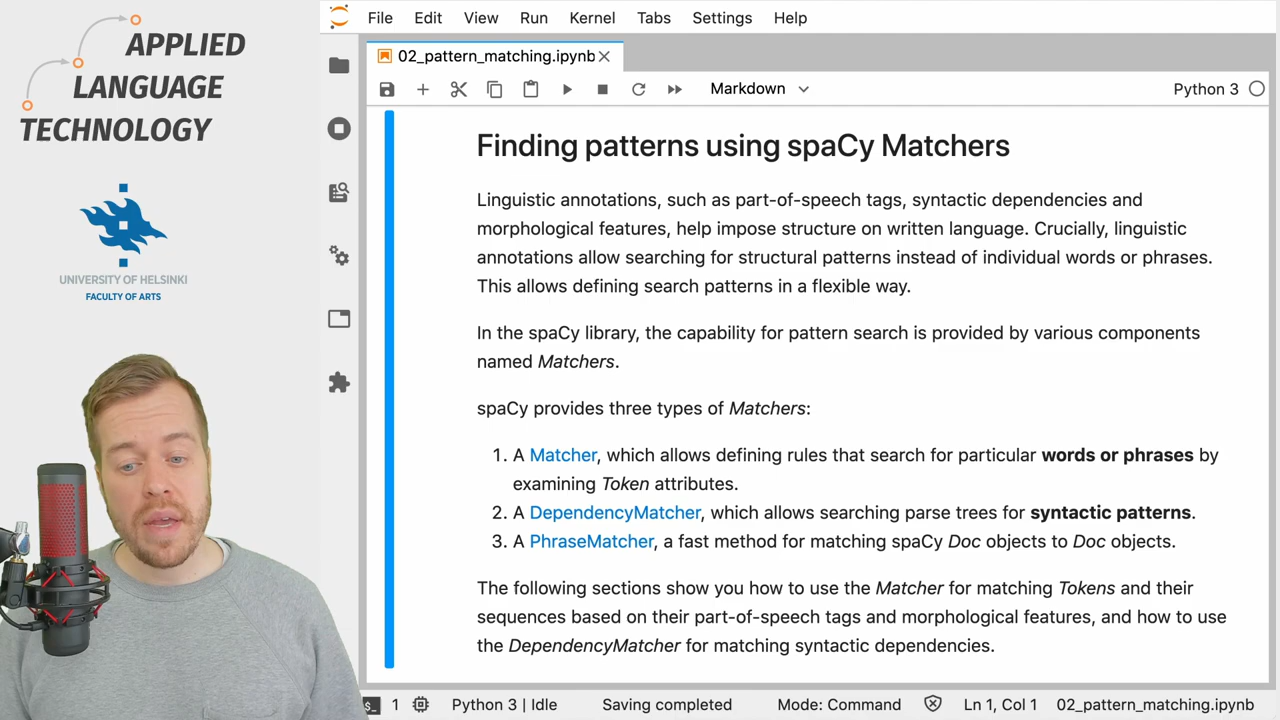 APPLIED
LANGUAGE
TECHNOLOGY
UNIVERSITY OF HELSINKI
FACULTY OF ARTS
File Edit View Run Kernel Tabs Settings Help
02_pattern_matching.ipynb
Markdown Python 3
Finding patterns using spaCy Matchers
Linguistic annotations, such as part-of-speech tags, syntactic dependencies and
morphological features, help impose structure on written language. Crucially, linguistic
annotations allow searching for structural patterns instead of individual words or phrases.
This allows defining search patterns in a flexible way.
In the spaCy library, the capability for pattern search is provided by various components
named Matchers.
spaCy provides three types of Matchers:
1. A Matcher, which allows defining rules that search for particular words or phrases by
examining Token attributes.
2. A DependencyMatcher, which allows searching parse trees for syntactic patterns.
3. A PhraseMatcher, a fast method for matching spaCy Doc objects to Doc objects.
The following sections show you how to use the Matcher for matching Tokens and their
sequences based on their part-of-speech tags and morphological features, and how to use
the DependencyMatcher for matching syntactic dependencies.
$_ 1 Python 3 | Idle Saving completed Mode: Command Ln 1, Col 1 02_pattern_matching.ipynb